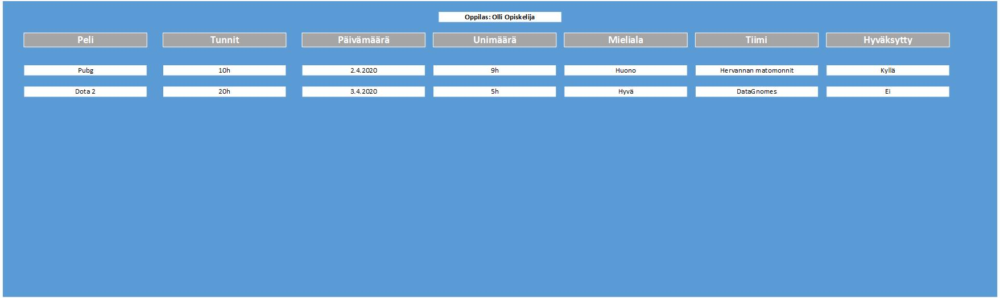 Oppilas: Olli Opiskelija
Peli Tunnit Päivämäärä Unimäärä Mieliala Tiimi Hyväksytty
Pubg 10h 2.4.2020 9h Huono Hervannan matomonnit Kyllä
Dota 2 20h 3.4.2020 5h Hyvä DataGnomes Ei